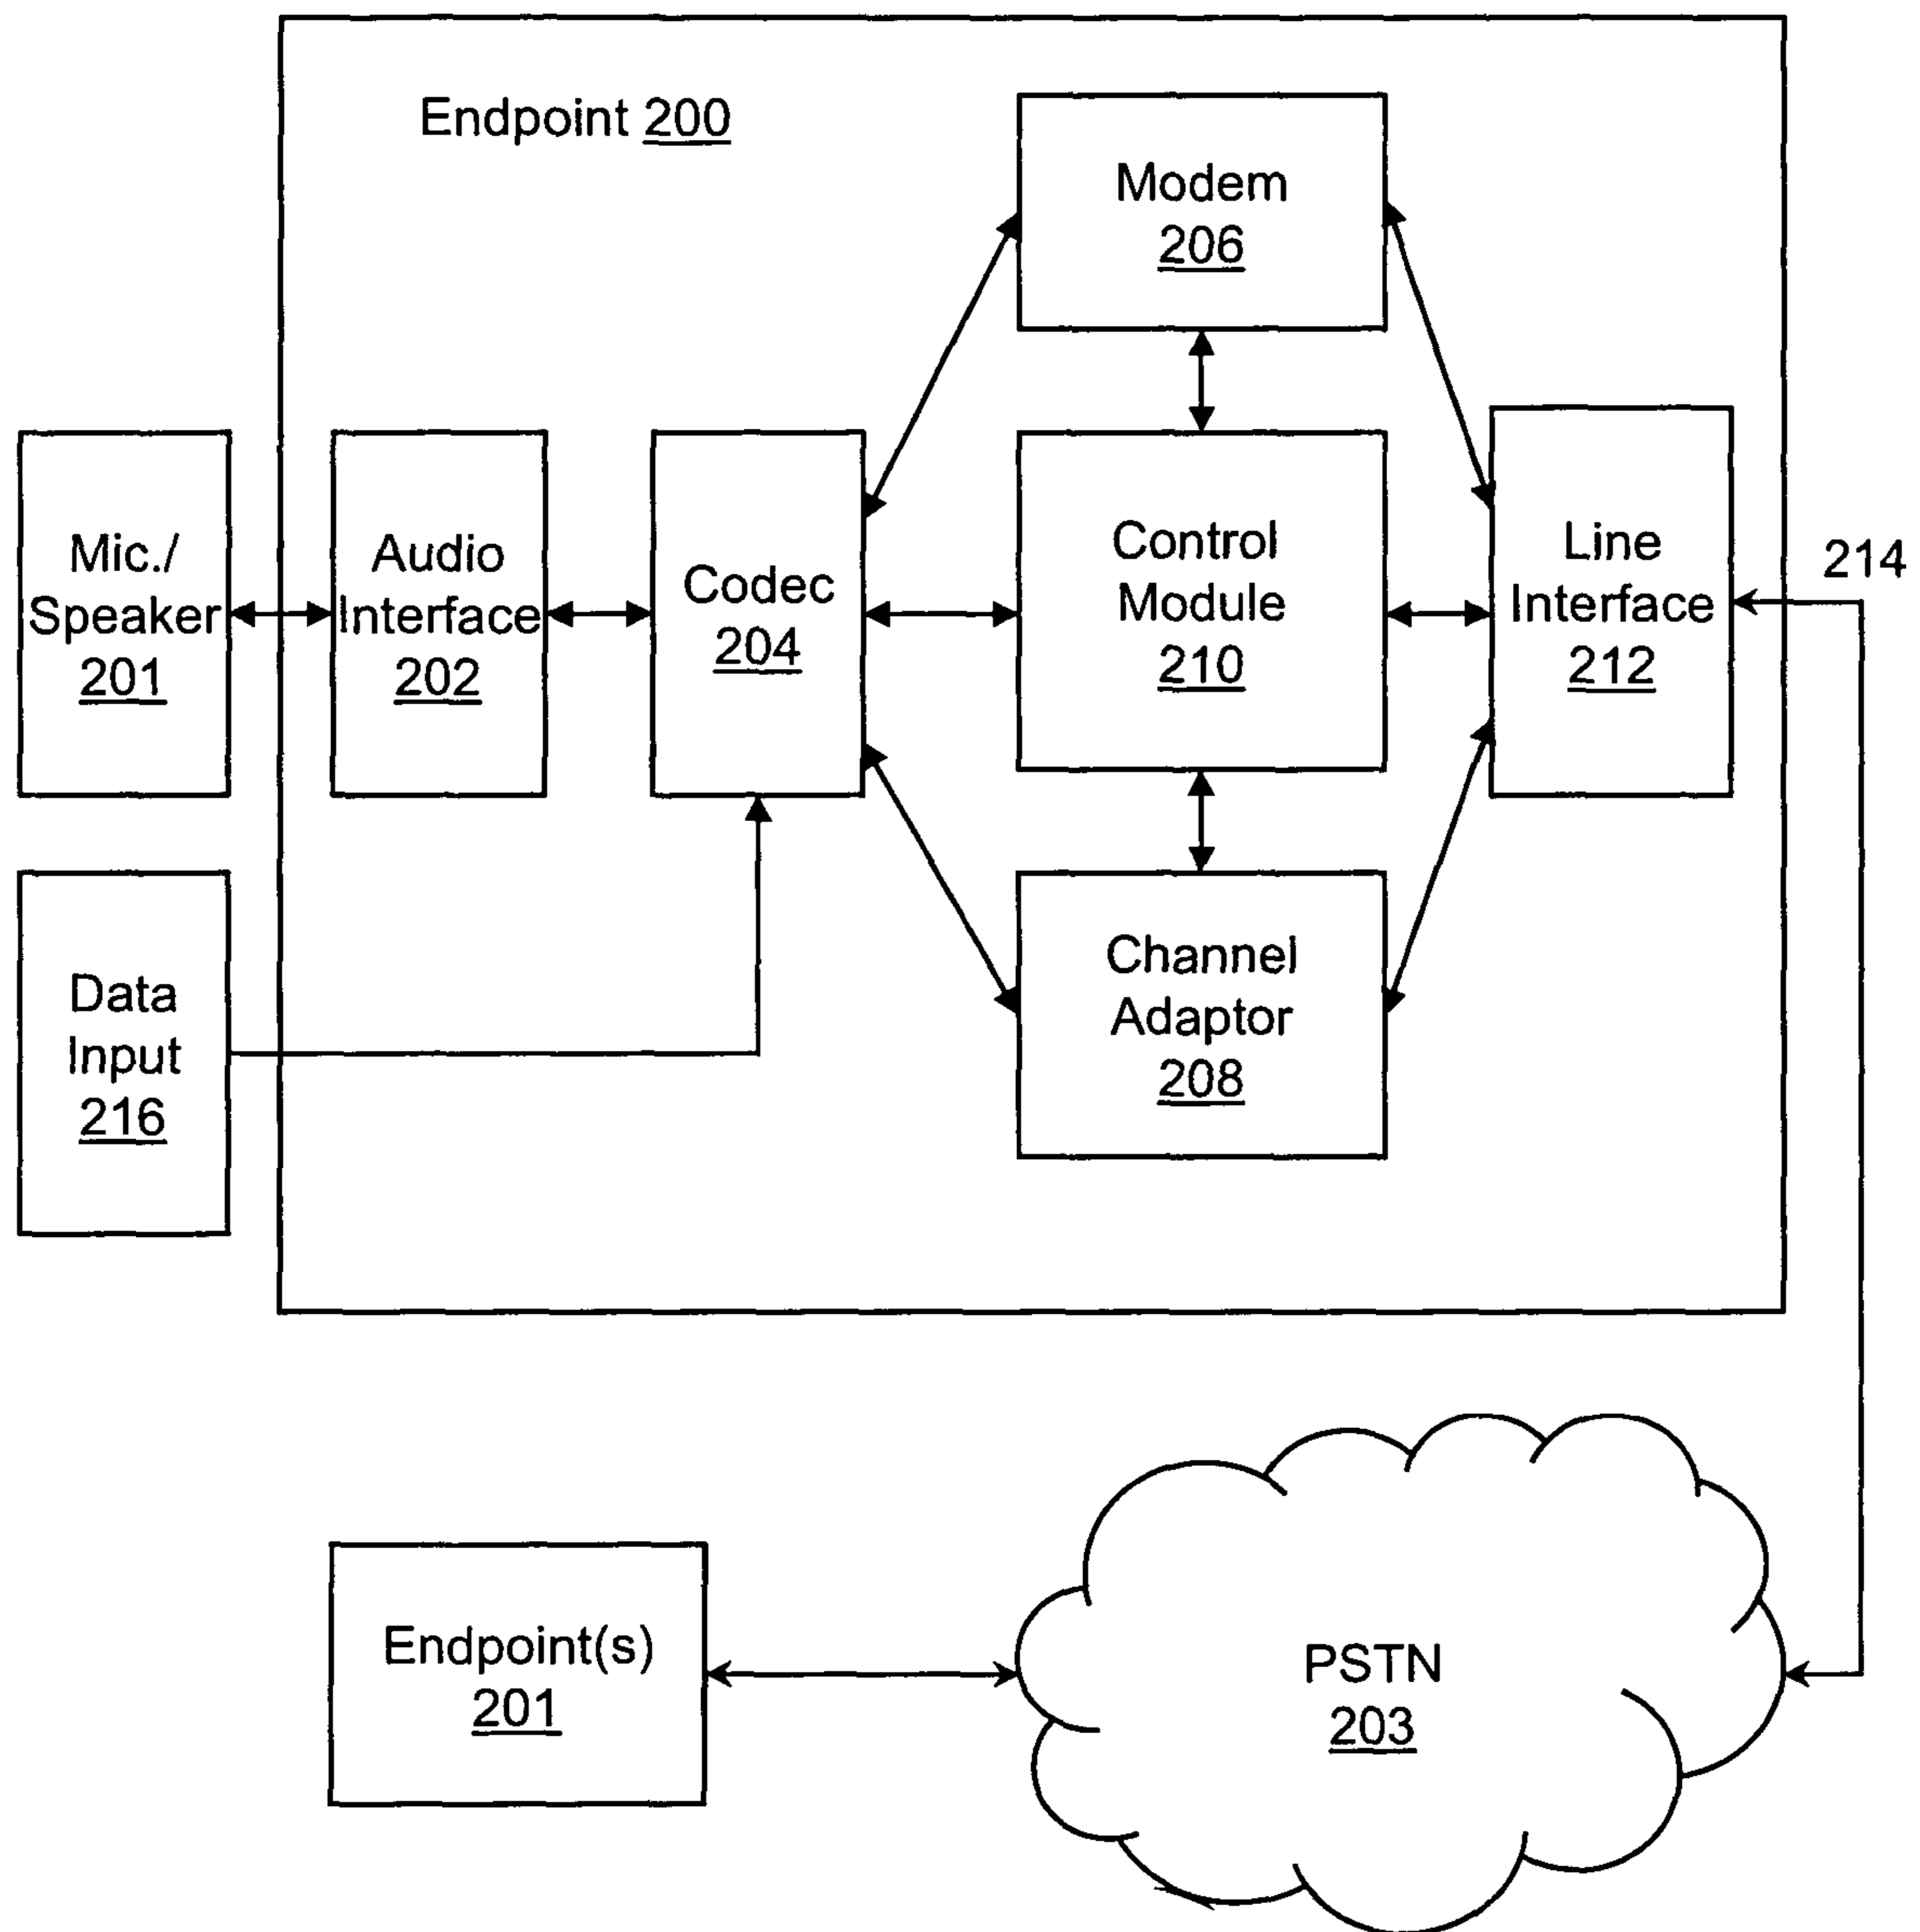 Endpoint 200
Modem
206
Mic./
Speaker
201
Audio
Interface
202
Codec
204
Control
Module
210
Line
Interface
212
214
Data
Input
216
Channel
Adaptor
208
Endpoint(s)
201
PSTN
203